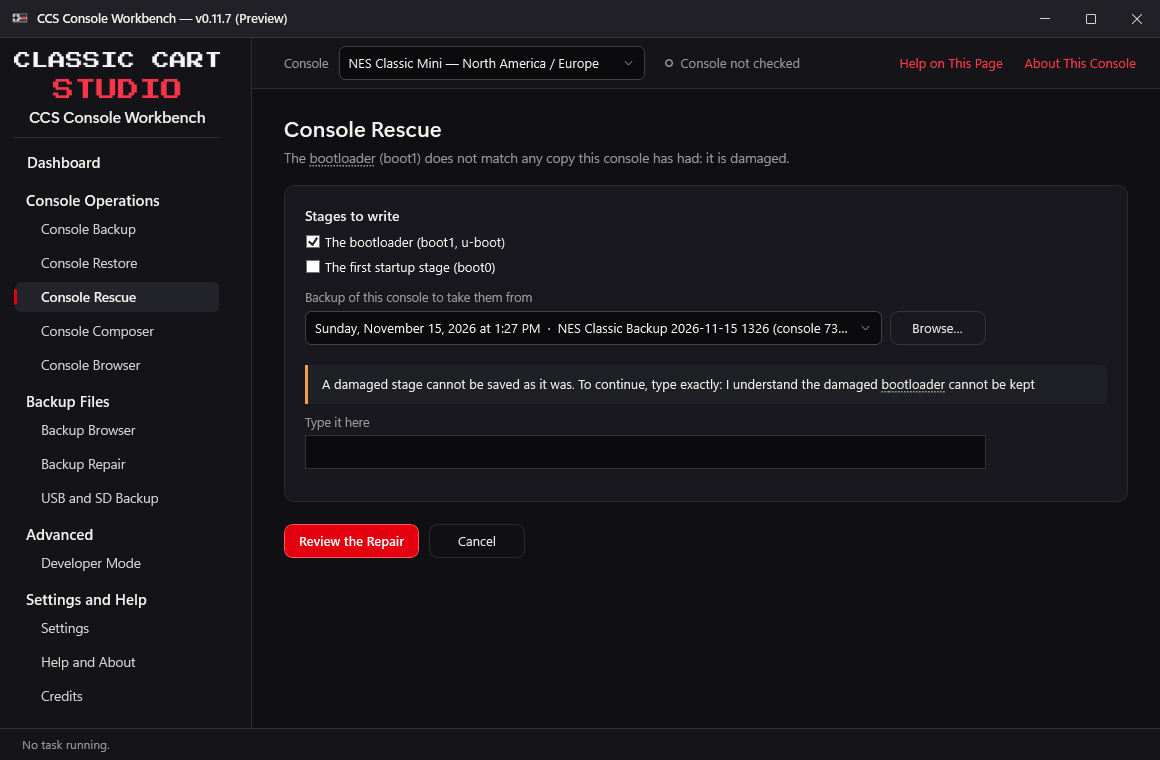 CCS Console Workbench — v0.11.7 (Preview)
CLASSIC CART
STUDIO
CCS Console Workbench
Dashboard
Console Operations
Console Backup
Console Restore
Console Rescue
Console Composer
Console Browser
Backup Files
Backup Browser
Backup Repair
USB and SD Backup
Advanced
Developer Mode
Settings and Help
Settings
Help and About
Credits
Console
NES Classic Mini — North America / Europe
Console not checked
Help on This Page
About This Console
Console Rescue
The bootloader (boot1) does not match any copy this console has had: it is damaged.
Stages to write
The bootloader (boot1, u-boot)
The first startup stage (boot0)
Backup of this console to take them from
Sunday, November 15, 2026 at 1:27 PM · NES Classic Backup 2026-11-15 1326 (console 73...
Browse...
A damaged stage cannot be saved as it was. To continue, type exactly: I understand the damaged bootloader cannot be kept
Type it here
Review the Repair
Cancel
No task running.